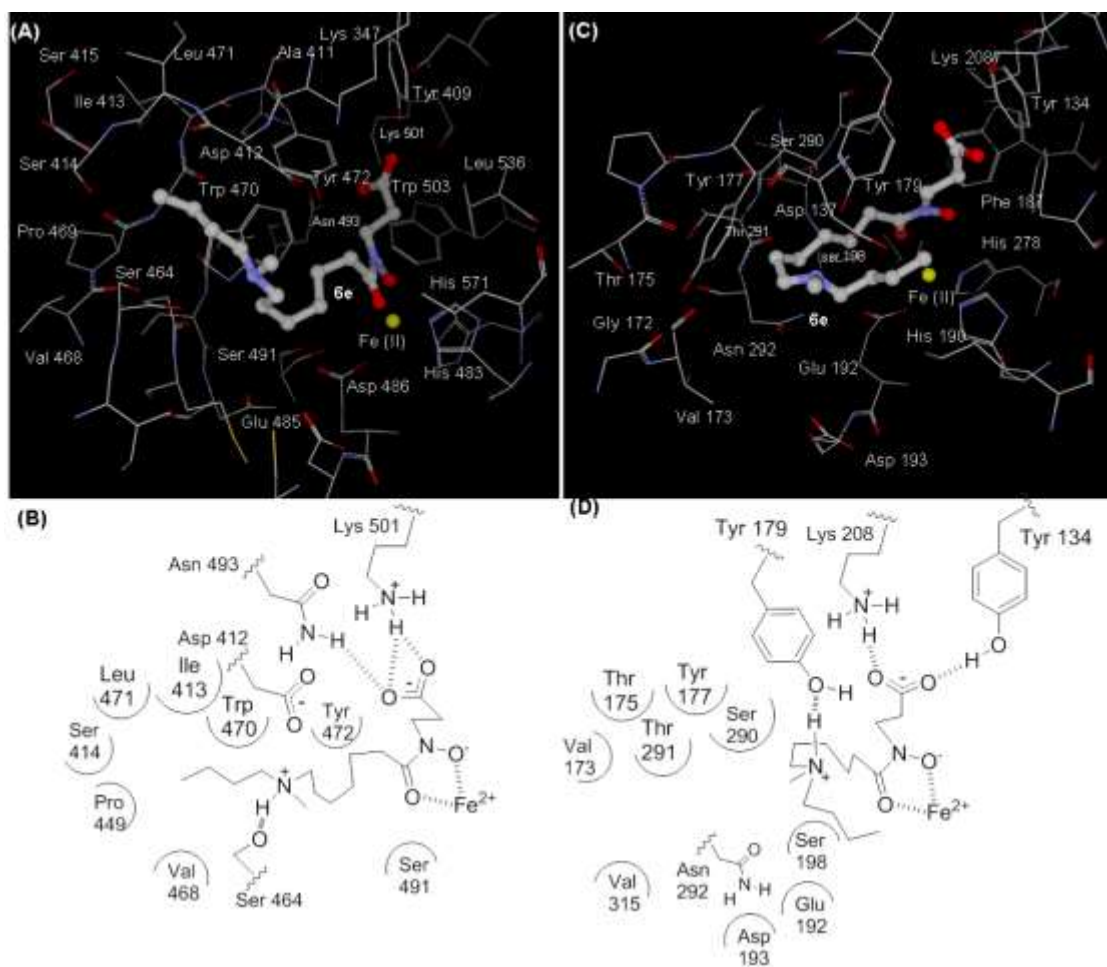 (A)
Lys 347
Ser 415
Leu 471
Ala 411
Ile 413
Tyr 409
Lys 501
Asp 412
Leu 536
Ser 414
Tyr 472
Trp 470
Trp 503
Asn 493
Pro 469
Ser 464
6e
His 571
Fe (II)
Val 468
Ser 491
His 483
Asp 486
Glu 485
(C)
Lys 208
Tyr 134
Ser 290
Tyr 177
Tyr 179
Phe 187
Asp 137
Thr 291
His 278
Ser 198
Thr 175
Fe (II)
Gly 172
6e
His 190
Asn 292
Glu 192
Val 173
Asp 193
(B)
Lys 501
Asn 493
O
N
H
H
+
N
H
H
H
Asp 412
Ile
413
Leu
471
O
-
O
Trp
470
O
O
-
Tyr
472
Ser
414
N
O-
+
N
H
O
Fe2+
Pro
449
O
Val
468
Ser 464
Ser
491
(D)
Tyr 179
Lys 208
Tyr 134
+
N
H
H
H
O
O
-
O
Thr
175
Tyr
177
O
H
Ser
290
H
Thr
291
Val
173
N
+
N
O-
O
Fe2+
Ser
198
Asn
292
O
N
H
H
Val
315
Glu
192
Asp
193